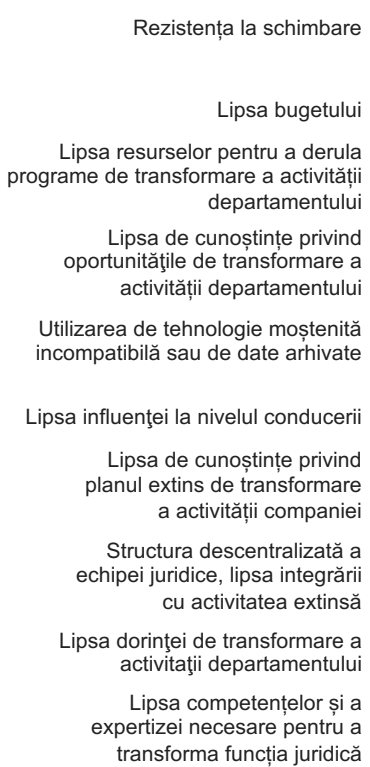 Rezistența la schimbare
Lipsa bugetului
Lipsa resurselor pentru a derula
programe de transformare a activității
departamentului
Lipsa de cunoștințe privind
oportunităţile de transformare a
activității departamentului
Utilizarea de tehnologie moștenită
incompatibilă sau de date arhivate
Lipsa influenţei la nivelul conducerii
Lipsa de cunoștințe privind
planul extins de transformare
a activității companiei
Structura descentralizată a
echipei juridice, lipsa integrării
cu activitatea extinsă
Lipsa dorinţei de transformare a
activitaţii departamentului
Lipsa competențelor și a
expertizei necesare pentru a
transforma funcția juridică